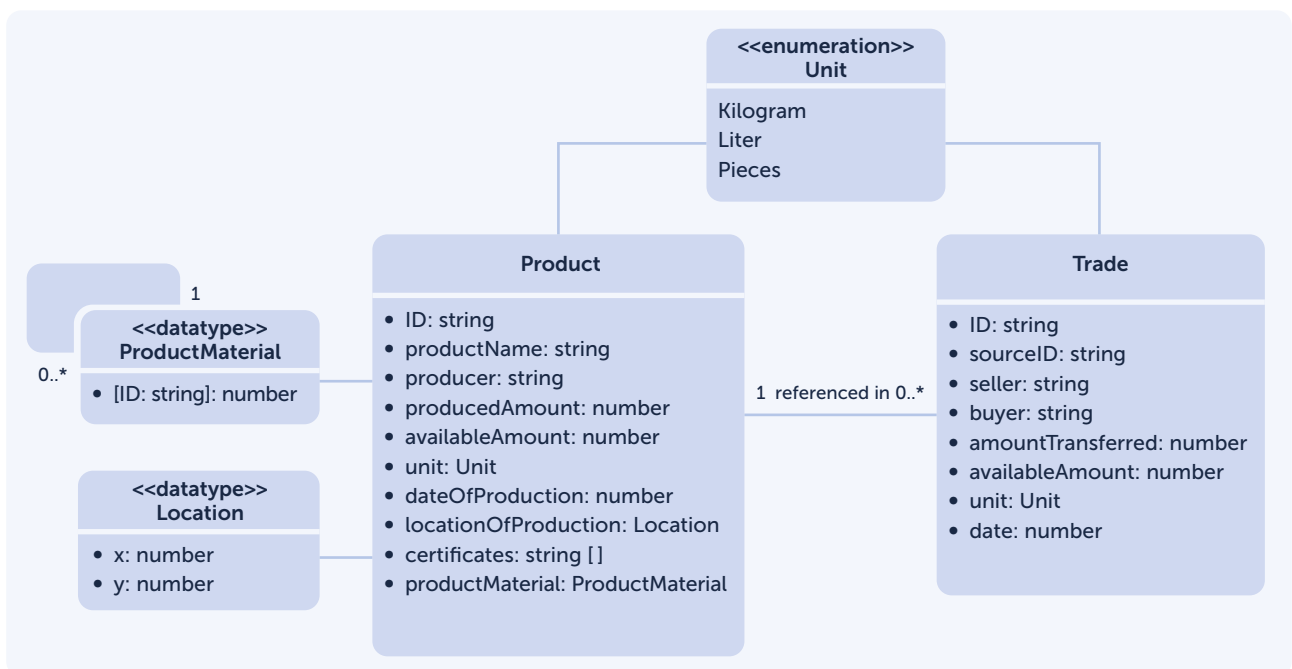 <<enumeration>>
Unit
Kilogram
Liter
Pieces
1
<<datatype>>
ProductMaterial
0..*
• [ID: string]: number
<<datatype>>
Location
• x: number
• y: number
Product
• ID: string
• productName: string
• producer: string
• producedAmount: number
• availableAmount: number
• unit: Unit
• dateOfProduction: number
• locationOfProduction: Location
• certificates: string [ ]
• productMaterial: ProductMaterial
1 referenced in 0..*
Trade
• ID: string
• sourceID: string
• seller: string
• buyer: string
• amountTransferred: number
• availableAmount: number
• unit: Unit
• date: number